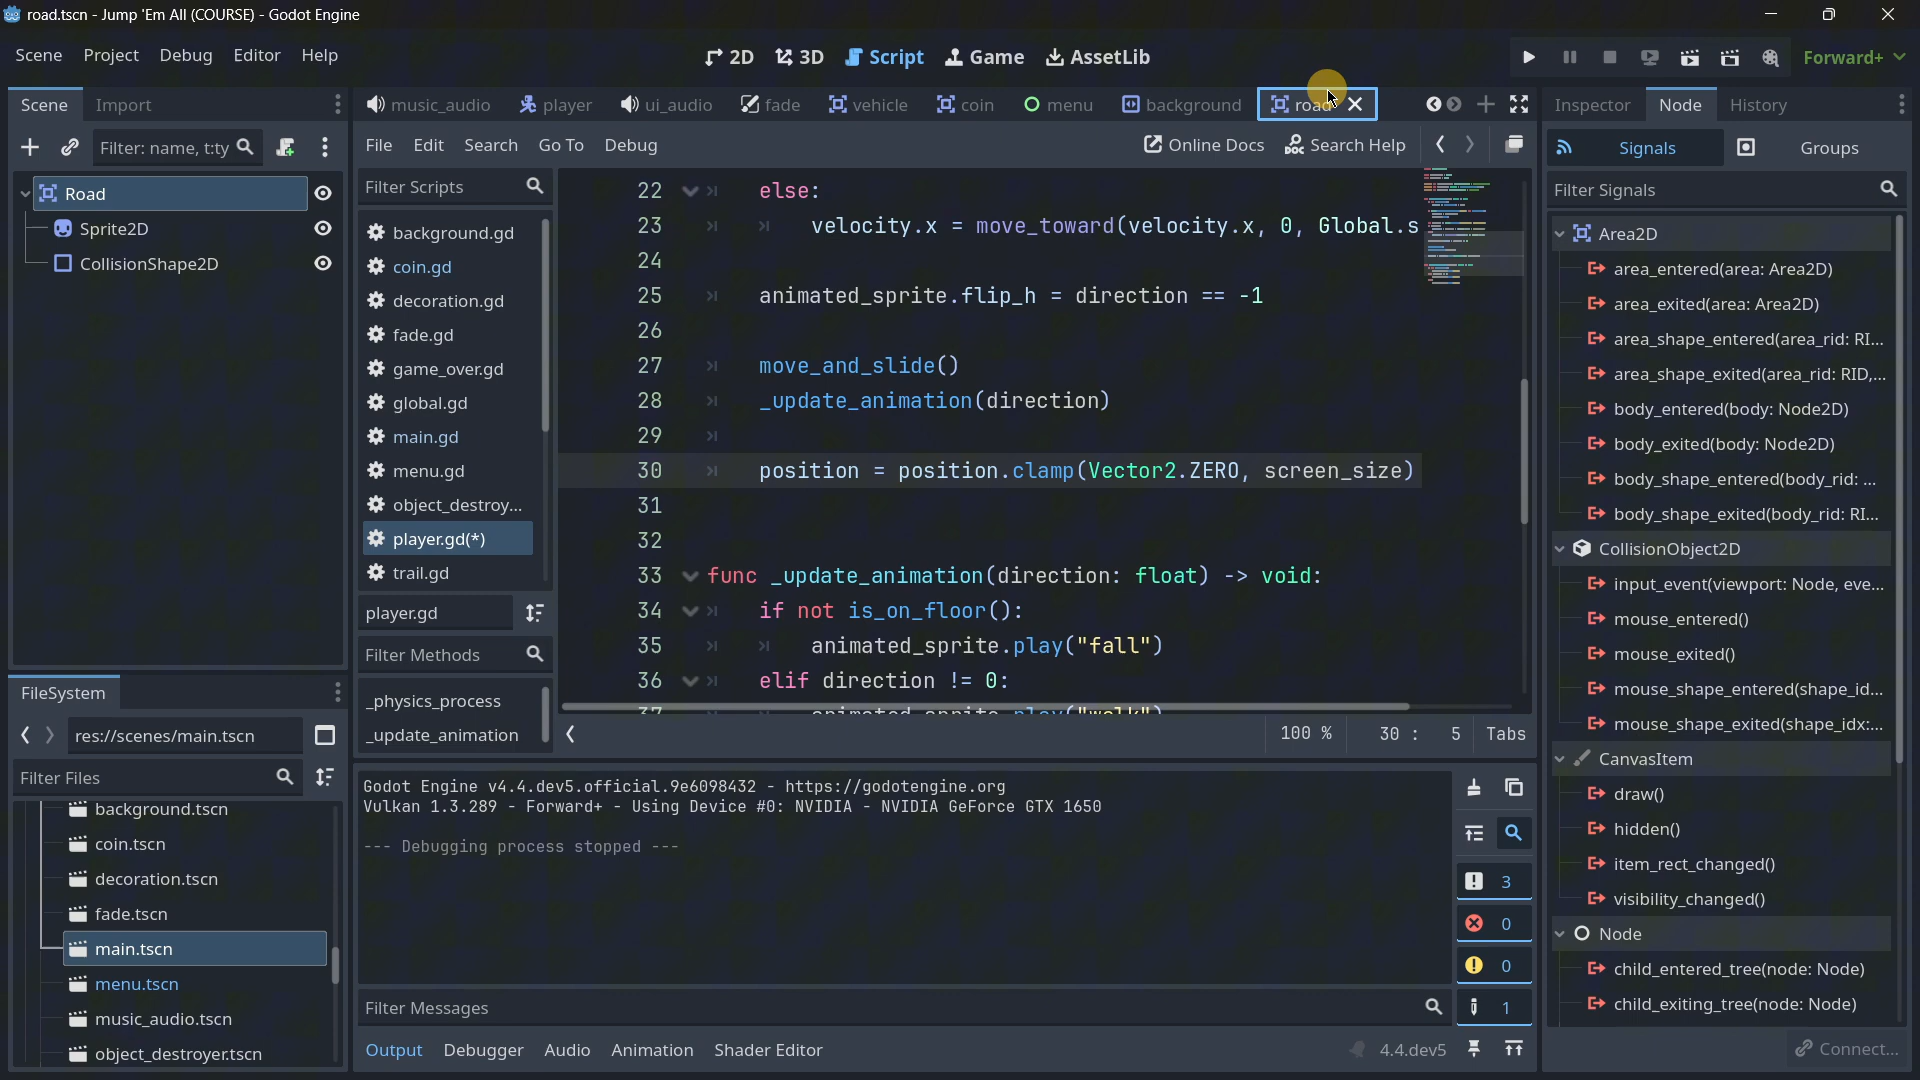 road.tscn - Jump 'Em All (COURSE) - Godot Engine
Scene Project Debug Editor Help
2D 3D Script Game AssetLib
Forward+
Scene Import
music_audio player ui_audio fade vehicle coin menu background road
Inspector Node History
Filter: name, t:ty
File Edit Search Go To Debug
Online Docs Search Help
Signals Groups
Road
Sprite2D
CollisionShape2D
Filter Scripts
background.gd
coin.gd
decoration.gd
fade.gd
game_over.gd
global.gd
main.gd
menu.gd
object_destroy...
player.gd(*)
trail.gd
player.gd
Filter Methods
_physics_process
_update_animation
22 else:
23 velocity.x = move_toward(velocity.x, 0, Global.s
24
25 animated_sprite.flip_h = direction == -1
26
27 move_and_slide()
28 _update_animation(direction)
29
30 position = position.clamp(Vector2.ZERO, screen_size)
31
32
33 func _update_animation(direction: float) -> void:
34 if not is_on_floor():
35 animated_sprite.play("fall")
36 elif direction != 0:
37 animated_sprite.play("walk")
100 % 30 : 5 Tabs
Filter Signals
Area2D
area_entered(area: Area2D)
area_exited(area: Area2D)
area_shape_entered(area_rid: RI...
area_shape_exited(area_rid: RID,...
body_entered(body: Node2D)
body_exited(body: Node2D)
body_shape_entered(body_rid: ...
body_shape_exited(body_rid: RI...
CollisionObject2D
input_event(viewport: Node, eve...
mouse_entered()
mouse_exited()
mouse_shape_entered(shape_id...
mouse_shape_exited(shape_idx:...
CanvasItem
draw()
hidden()
item_rect_changed()
visibility_changed()
Node
child_entered_tree(node: Node)
child_exiting_tree(node: Node)
Connect...
FileSystem
res://scenes/main.tscn
Filter Files
background.tscn
coin.tscn
decoration.tscn
fade.tscn
main.tscn
menu.tscn
music_audio.tscn
object_destroyer.tscn
Godot Engine v4.4.dev5.official.9e6098432 - https://godotengine.org
Vulkan 1.3.289 - Forward+ - Using Device #0: NVIDIA - NVIDIA GeForce GTX 1650
--- Debugging process stopped ---
3
0
0
1
Filter Messages
Output Debugger Audio Animation Shader Editor
4.4.dev5